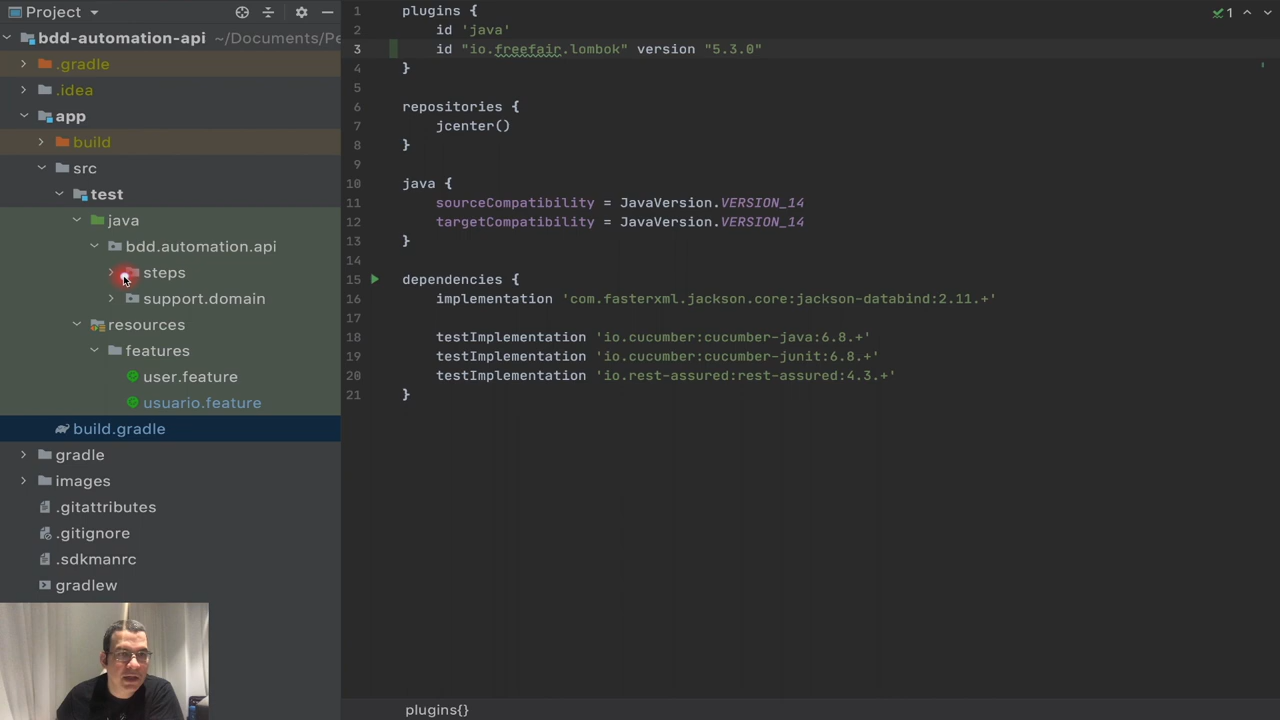 Project
bdd-automation-api ~/Documents/Pe
.gradle
.idea
app
build
src
test
java
bdd.automation.api
steps
support.domain
resources
features
user.feature
usuario.feature
build.gradle
gradle
images
.gitattributes
.gitignore
.sdkmanrc
gradlew
1 plugins {
2 id 'java'
3 id "io.freefair.lombok" version "5.3.0"
4 }
5
6 repositories {
7 jcenter()
8 }
9
10 java {
11 sourceCompatibility = JavaVersion.VERSION_14
12 targetCompatibility = JavaVersion.VERSION_14
13 }
14
15 dependencies {
16 implementation 'com.fasterxml.jackson.core:jackson-databind:2.11.+'
17
18 testImplementation 'io.cucumber:cucumber-java:6.8.+'
19 testImplementation 'io.cucumber:cucumber-junit:6.8.+'
20 testImplementation 'io.rest-assured:rest-assured:4.3.+'
21 }
1
plugins{}